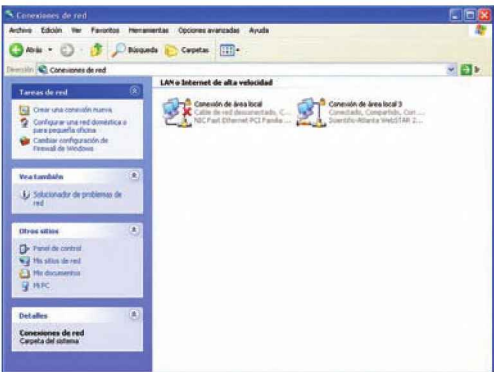 Conexiones de red
Archivo Edición Ver Favoritos Herramientas Opciones avanzadas Ayuda
Atrás Búsqueda Carpetas
Dirección Conexiones de red Ir
Tareas de red
Crear una conexión nueva
Configurar una red doméstica o
para pequeña oficina
Cambiar configuración de
Firewall de Windows
Vea también
Solucionador de problemas de
red
Otros sitios
Panel de control
Mis sitios de red
Mis documentos
Mi PC
Detalles
Conexiones de red
Carpeta del sistema
LAN o Internet de alta velocidad
Conexión de área local
Cable de red desconectado, C...
NIC Fast Ethernet PCI Familia ...
Conexión de área local 3
Conectado, Compartido, Con ...
Scientific-Atlanta WebSTAR 2...